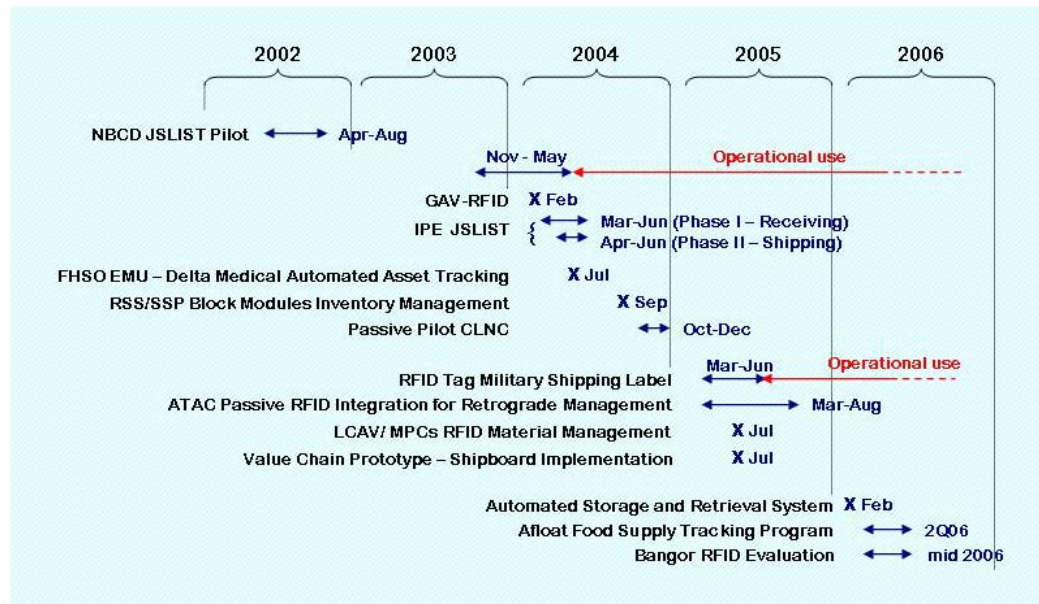 2002 2003 2004 2005 2006
NBCD JSLIST Pilot Apr-Aug
Nov - May Operational use
GAV-RFID X Feb
IPE JSLIST { Mar-Jun (Phase I – Receiving)
Apr-Jun (Phase II – Shipping)
FHSO EMU – Delta Medical Automated Asset Tracking X Jul
RSS/SSP Block Modules Inventory Management X Sep
Passive Pilot CLNC Oct-Dec
Mar-Jun Operational use
RFID Tag Military Shipping Label
ATAC Passive RFID Integration for Retrograde Management Mar-Aug
LCAV/ MPCs RFID Material Management X Jul
Value Chain Prototype – Shipboard Implementation X Jul
Automated Storage and Retrieval System X Feb
Afloat Food Supply Tracking Program 2Q06
Bangor RFID Evaluation mid 2006